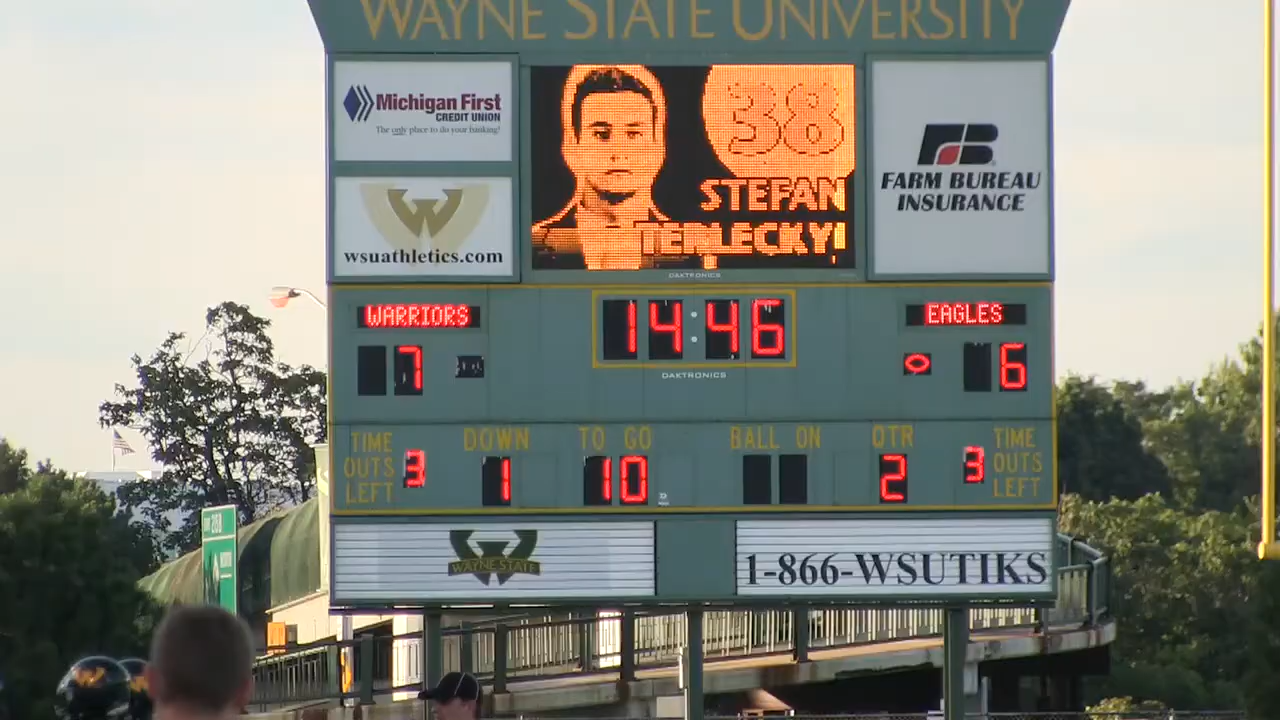 WAYNE STATE UNIVERSITY
Michigan First
CREDIT UNION
The only place to do your banking!
wsuathletics.com
38
STEFAN
TERLECKY!
FARM BUREAU
INSURANCE
DAKTRONICS
WARRIORS
14:46
EAGLES
7
6
DAKTRONICS
TIME
OUTS
LEFT
3
DOWN
1
TO GO
10
BALL ON
QTR
2
3
TIME
OUTS
LEFT
WAYNE STATE
1-866-WSUTIKS